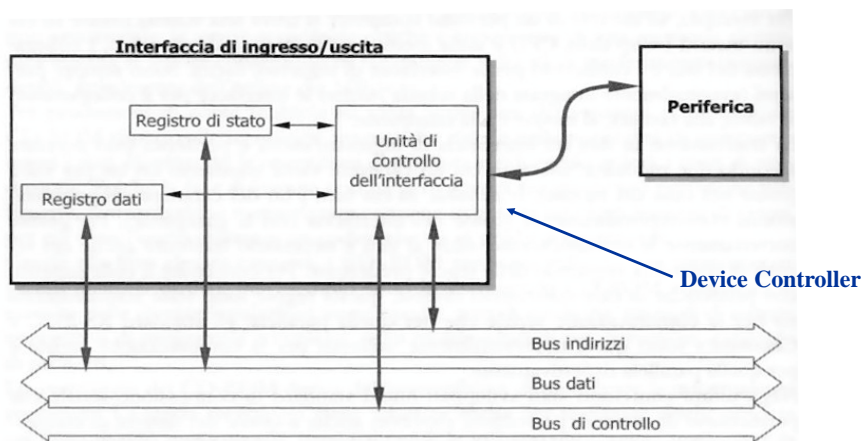 Interfaccia di ingresso/uscita
Registro di stato
Unità di
controllo
dell'interfaccia
Registro dati
Periferica
Device Controller
Bus indirizzi
Bus dati
Bus di controllo